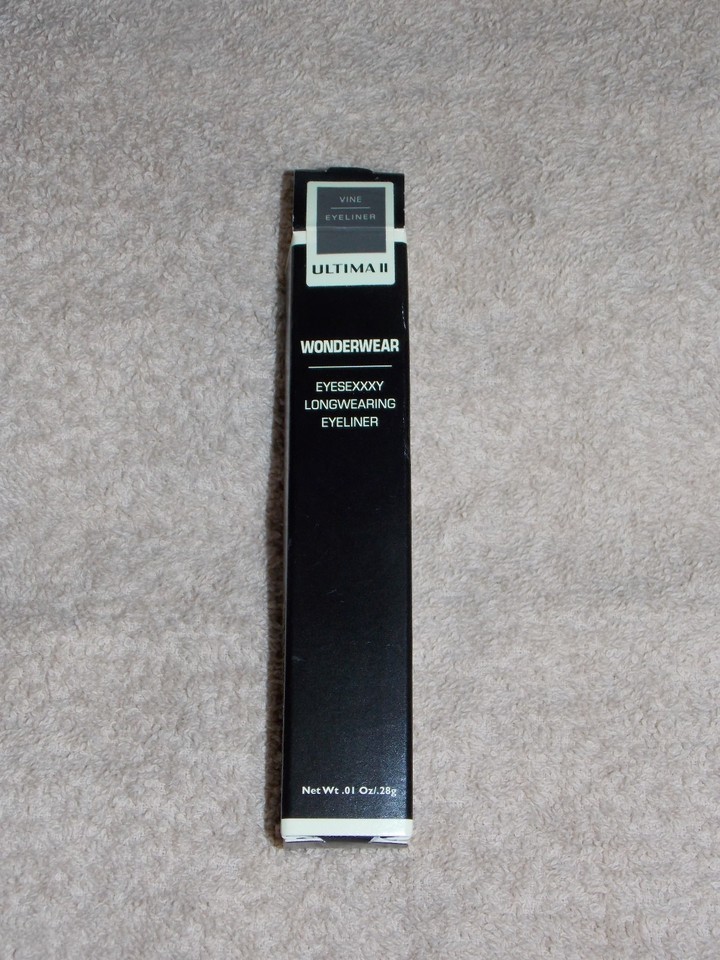 VINE
EYELINER
ULTIMA II
WONDERWEAR
EYESEXXXY
LONGWEARING
EYELINER
Net Wt .01 Oz/.28g